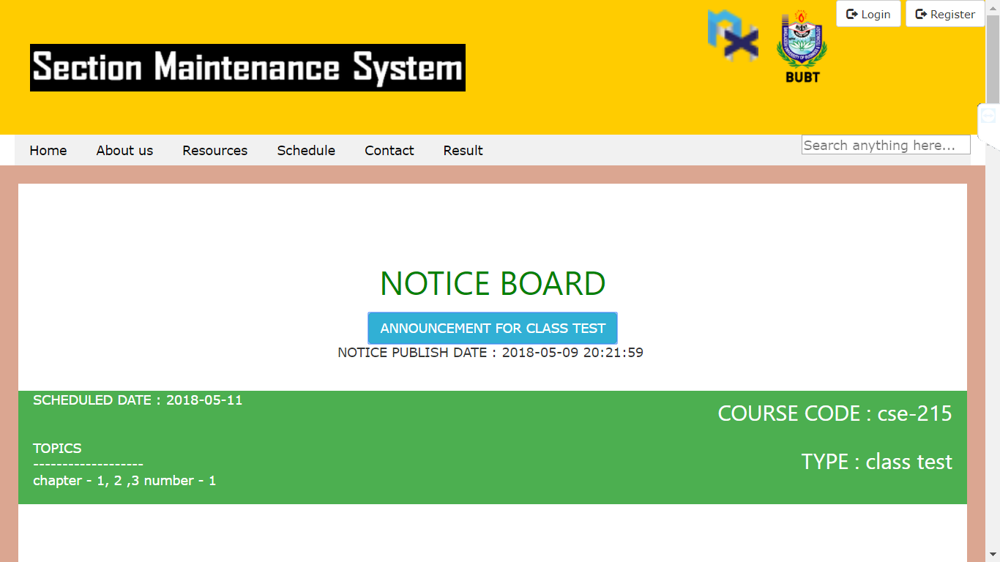 Login
Register
Section Maintenance System
BUBT
Home
About us
Resources
Schedule
Contact
Result
Search anything here...
NOTICE BOARD
ANNOUNCEMENT FOR CLASS TEST
NOTICE PUBLISH DATE : 2018-05-09 20:21:59
SCHEDULED DATE : 2018-05-11
COURSE CODE : cse-215
TOPICS
-------------------
TYPE : class test
chapter - 1, 2 ,3 number - 1